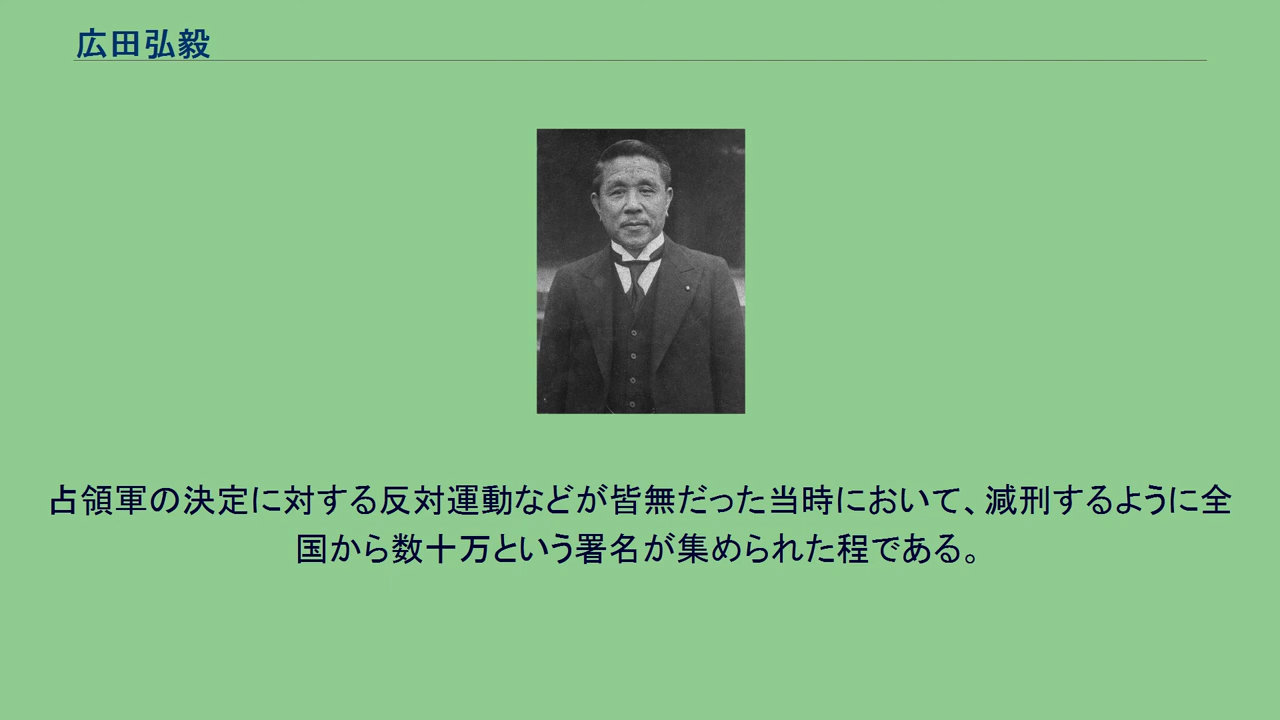 広田弘毅
占領軍の決定に対する反対運動などが皆無だった当時において、減刑するように全
国から数十万という署名が集められた程である。